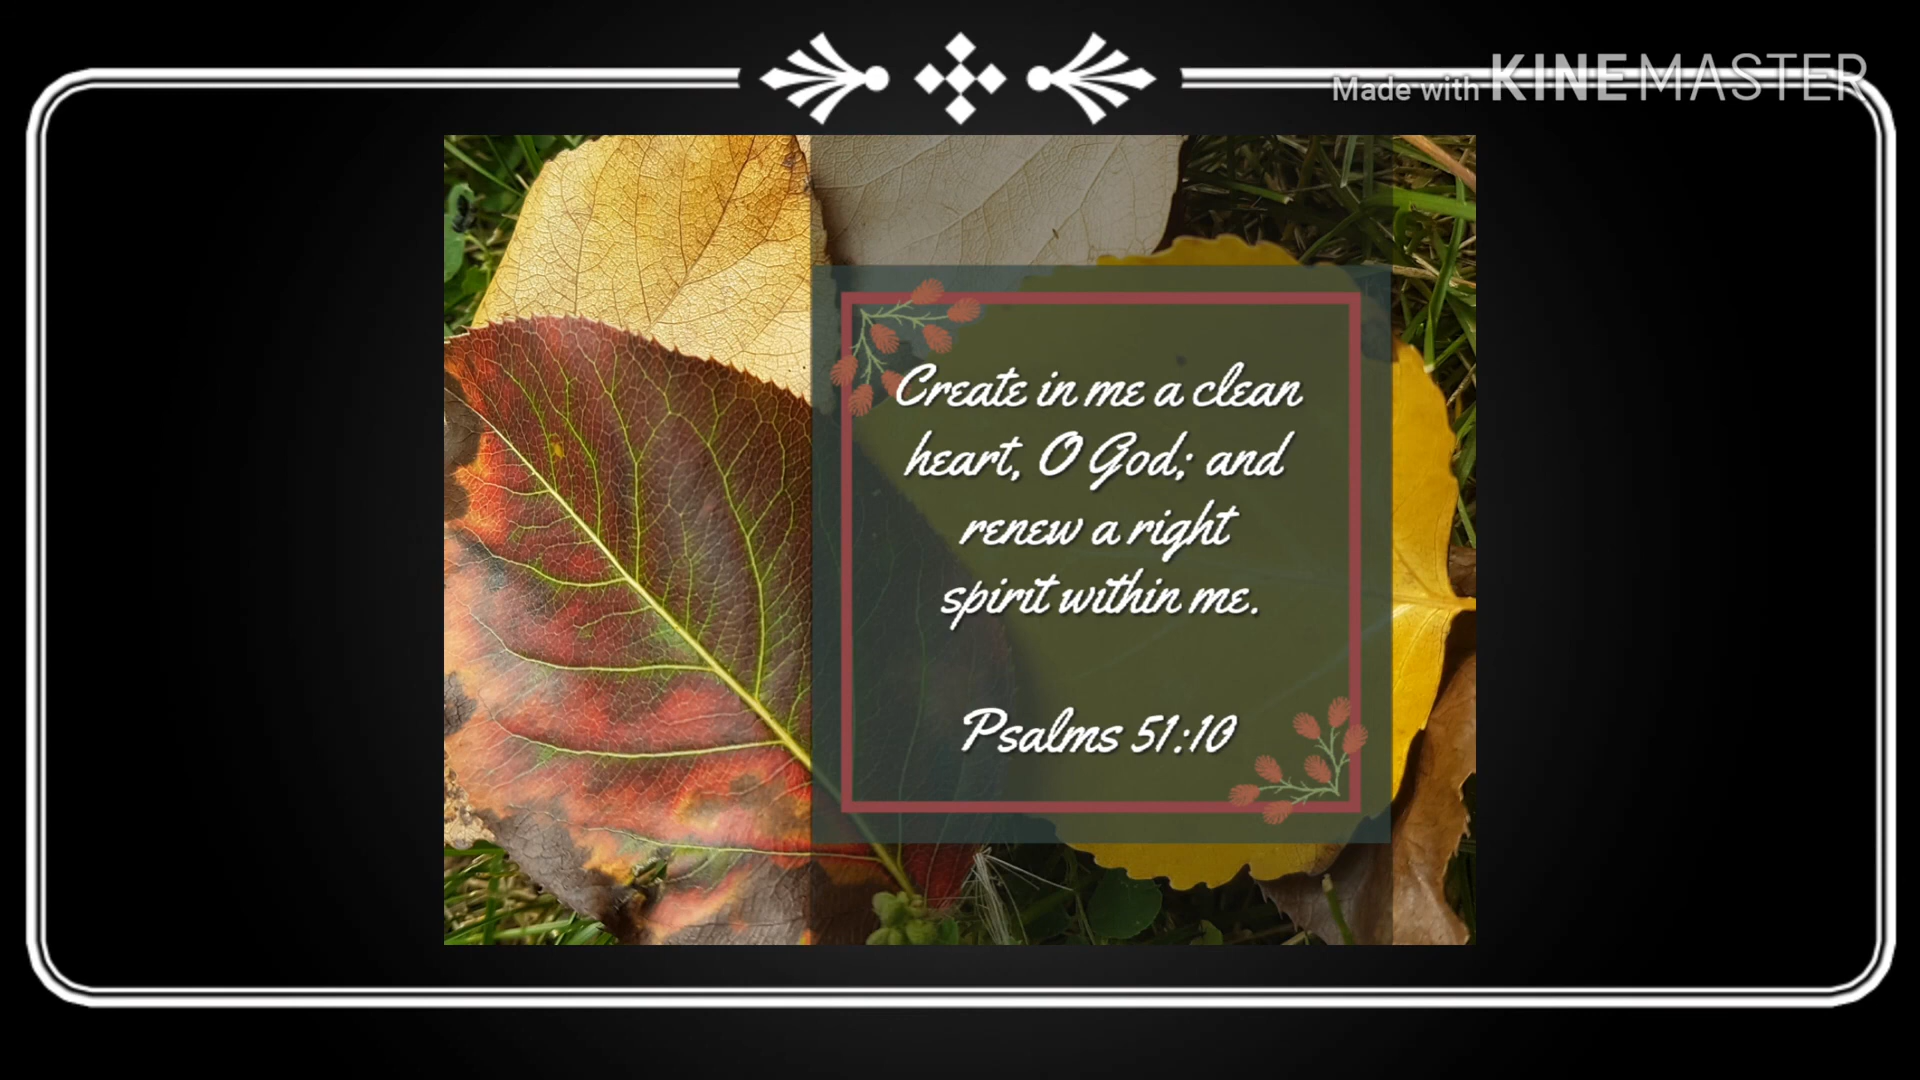 Made with KINEMASTER
Create in me a clean
heart, O God; and
renew a right
spirit within me.
Psalms 51:10